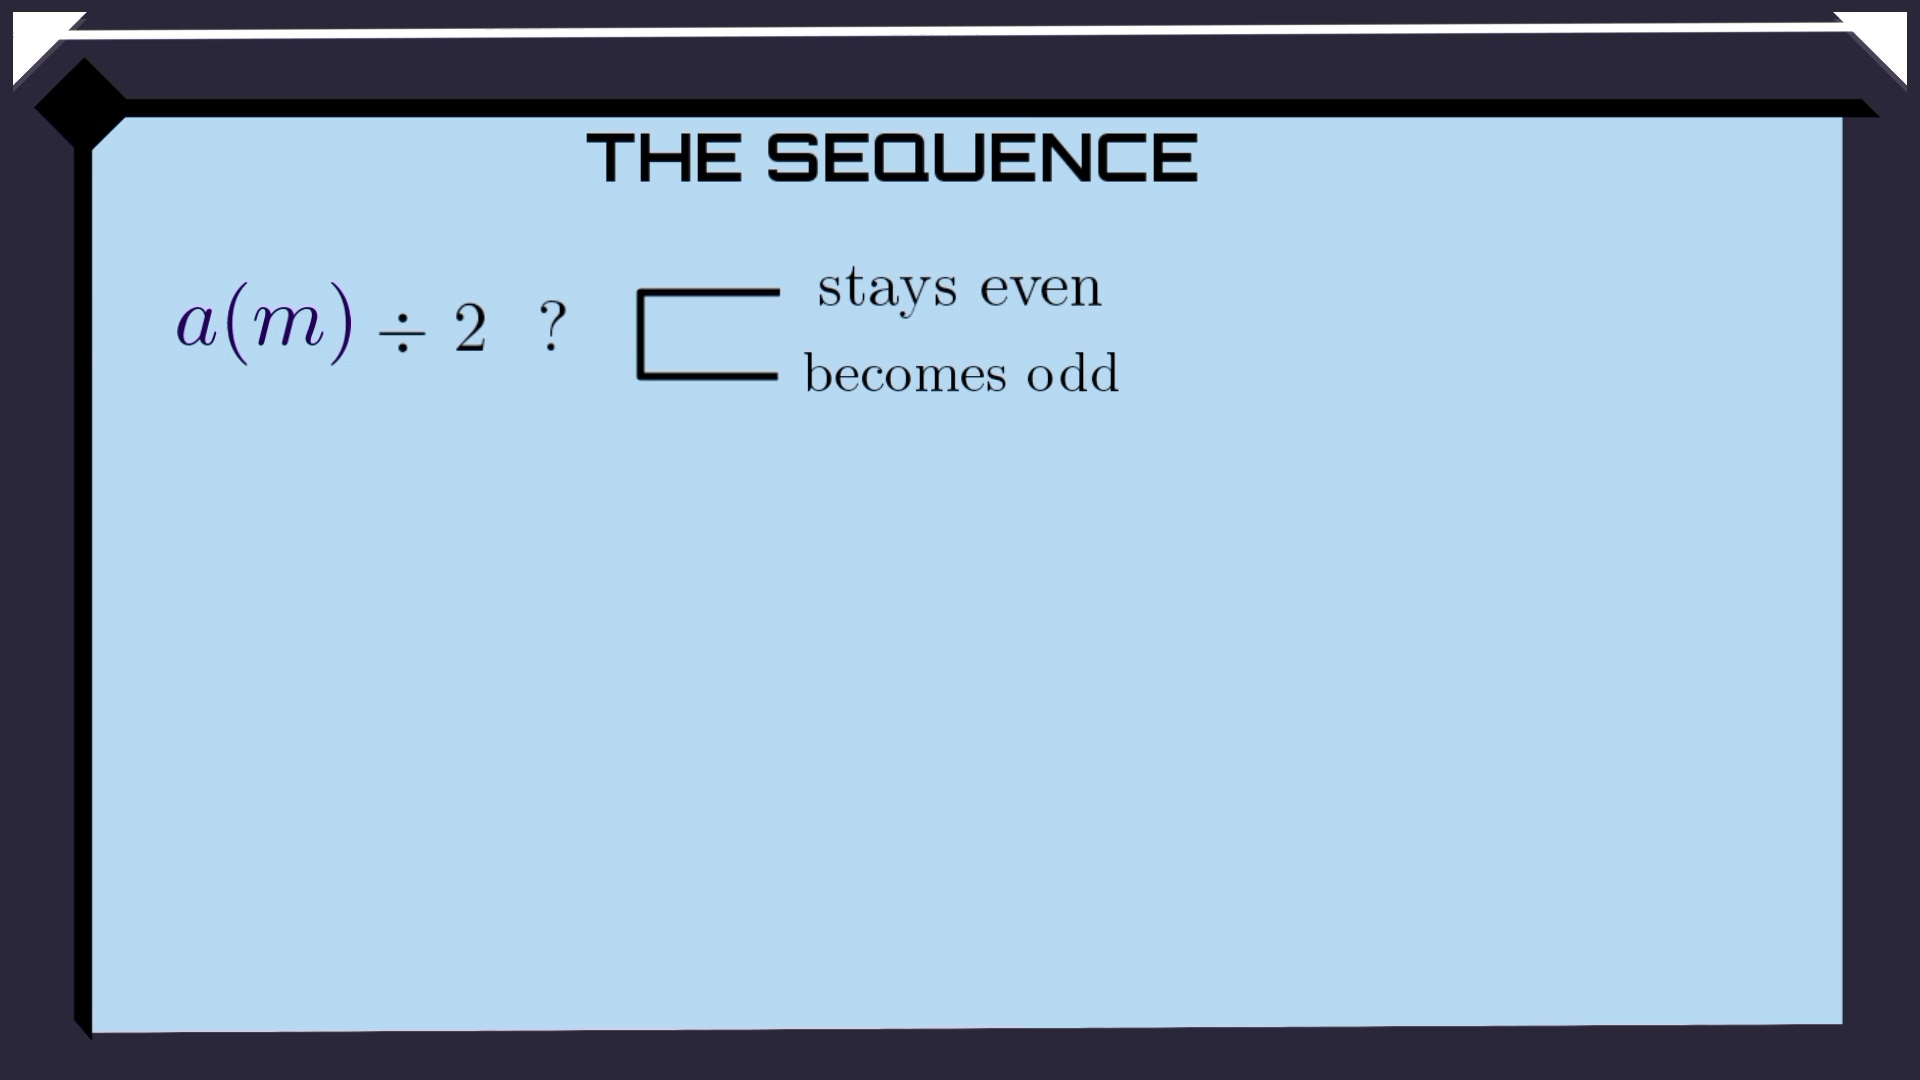 THE SEQUENCE
a(m) ÷ 2 ?
stays even
becomes odd